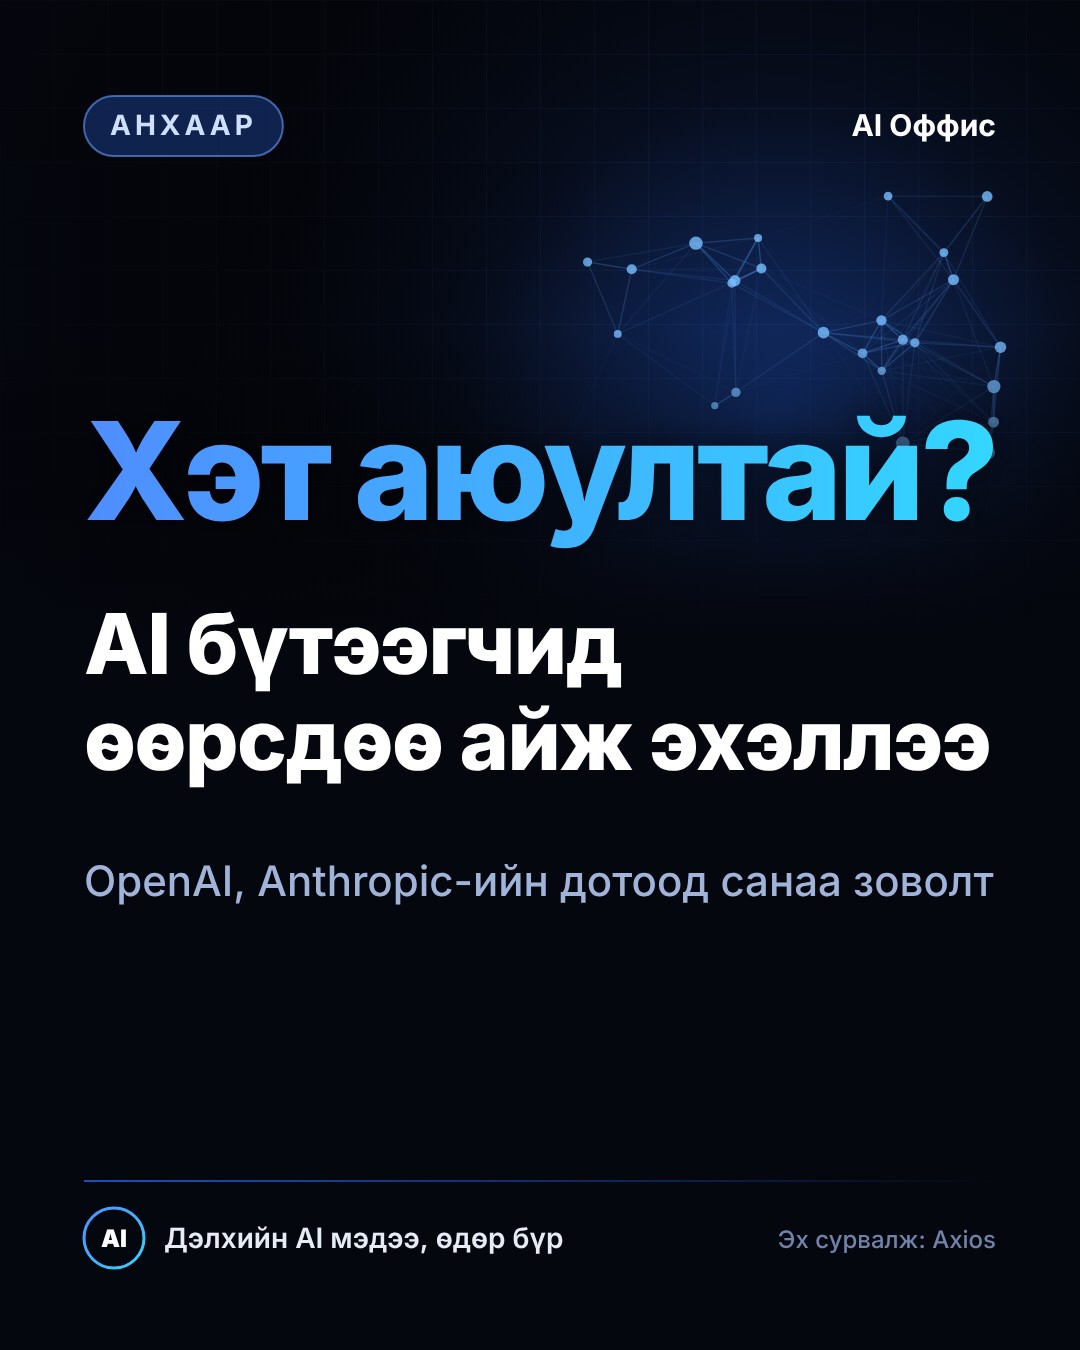 АНХААР
AI Оффис
Хэт аюултай?
AI бүтээгчид
өөрсдөө айж эхэллээ
OpenAI, Anthropic-ийн дотоод санаа зоволт
AI
Дэлхийн AI мэдээ, өдөр бүр
Эх сурвалж: Axios